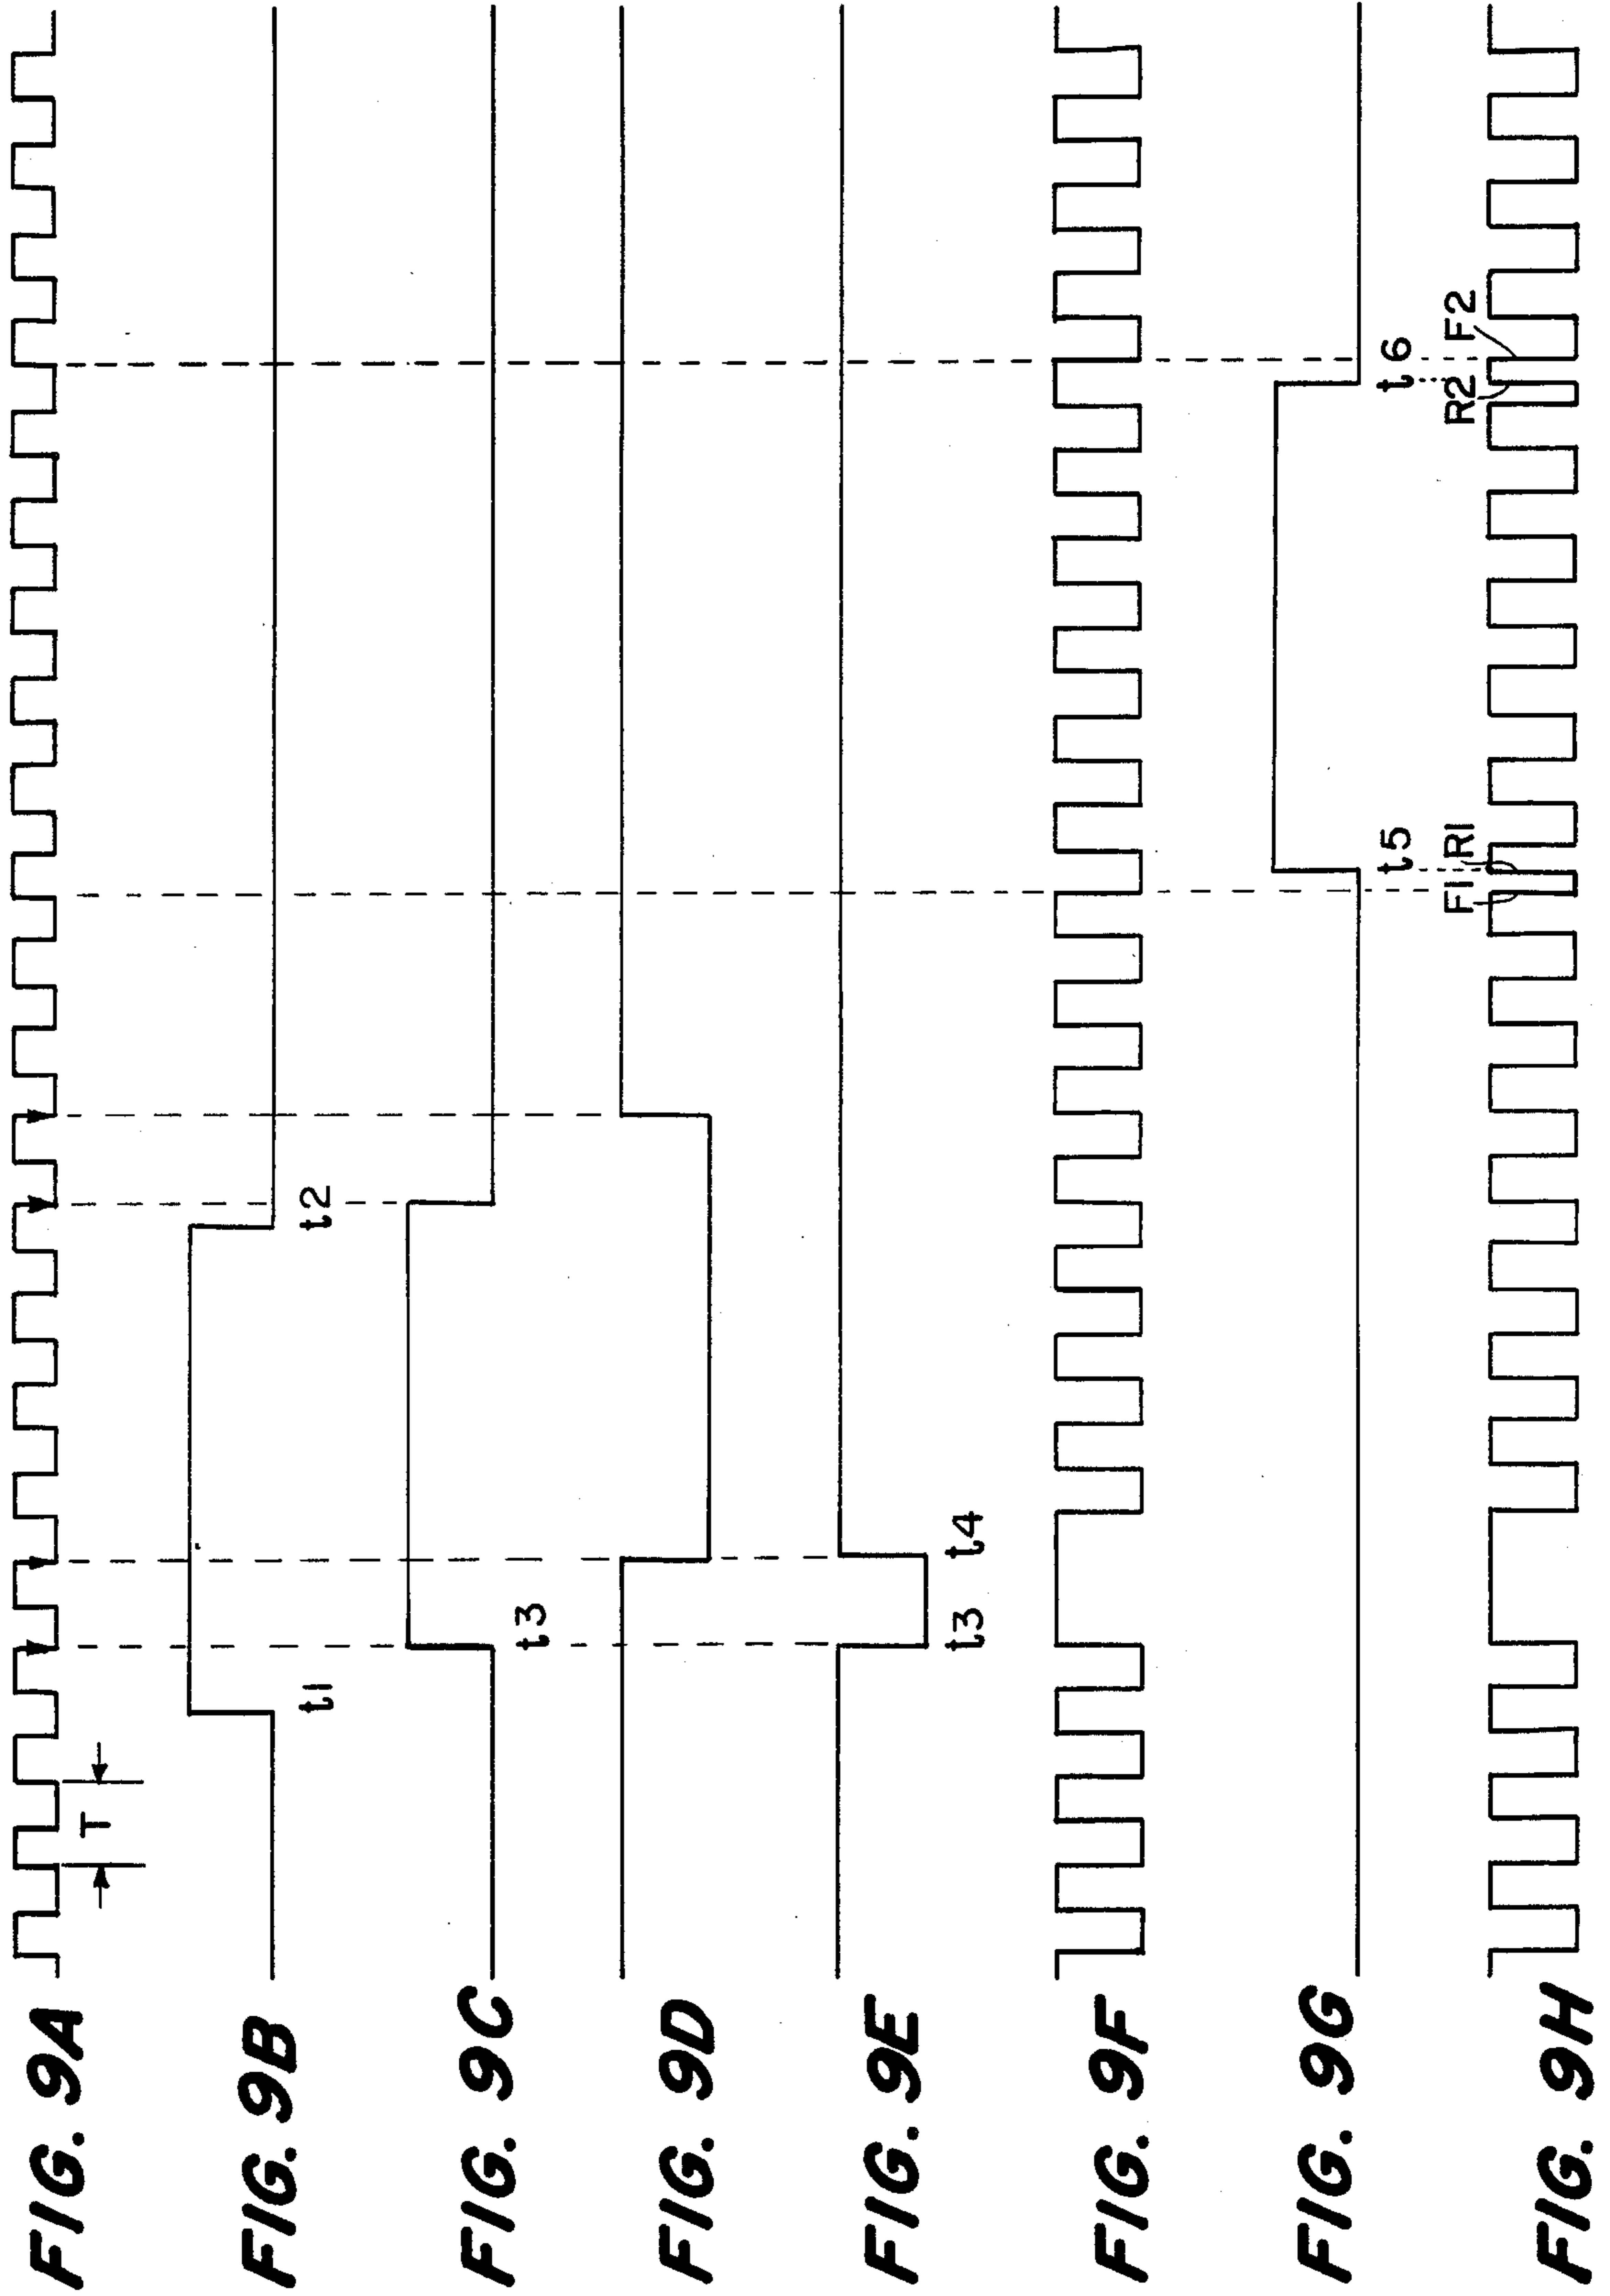 FIG. 9A
T
FIG. 9B
t1
t2
FIG. 9C
t3
FIG. 9D
FIG. 9E
t3
t4
FIG. 9F
FIG. 9G
t5
t6
F1
R1
R2
F2
FIG. 9H